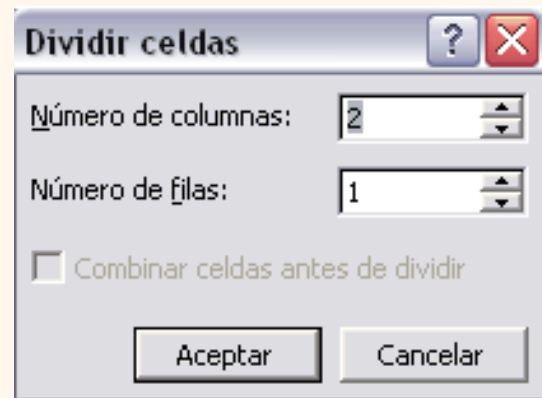 Dividir celdas
Número de columnas: 2
Número de filas: 1
Combinar celdas antes de dividir
Aceptar Cancelar